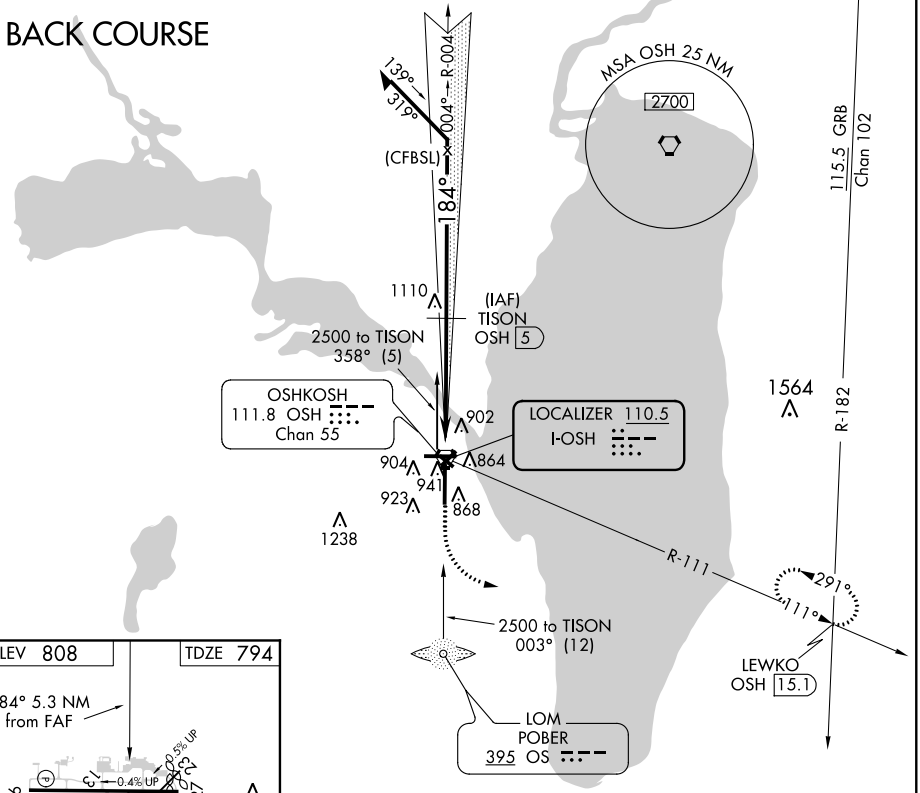 BACK COURSE
MSA OSH 25 NM
2700
139°
319°
004°
R-004
(CFBSL)
184°
115.5 GRB
Chan 102
1110
(IAF)
TISON
OSH 5
2500 to TISON
358° (5)
1564
R-182
OSHKOSH
111.8 OSH
Chan 55
902
LOCALIZER 110.5
I-OSH
904
864
941
923
868
1238
R-111
291°
111°
2500 to TISON
003° (12)
LEWKO
OSH 15.1
LOM
POBER
395 OS
LEV 808
TDZE 794
84° 5.3 NM
from FAF
P
13
0.4% UP
0.5% UP
23